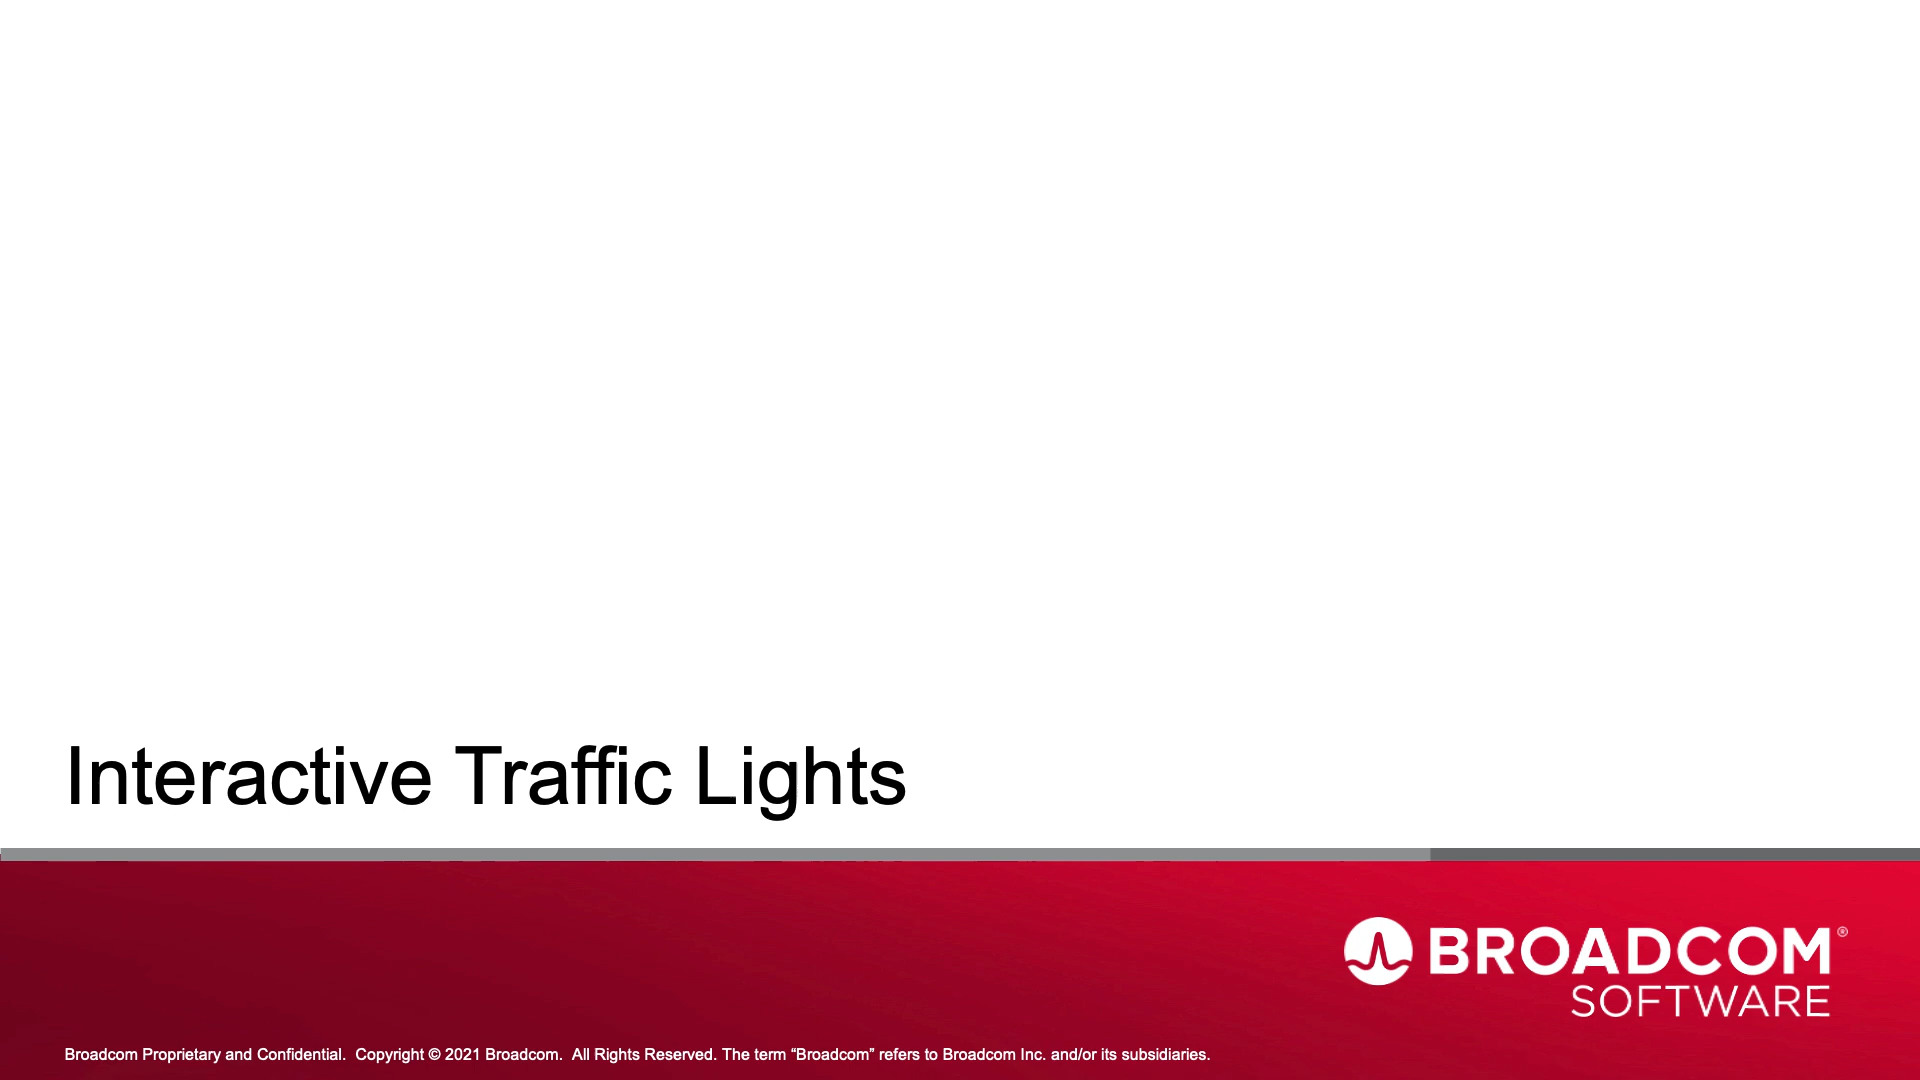 Interactive Traffic Lights
BROADCOM®
SOFTWARE
Broadcom Proprietary and Confidential.  Copyright © 2021 Broadcom.  All Rights Reserved. The term “Broadcom” refers to Broadcom Inc. and/or its subsidiaries.